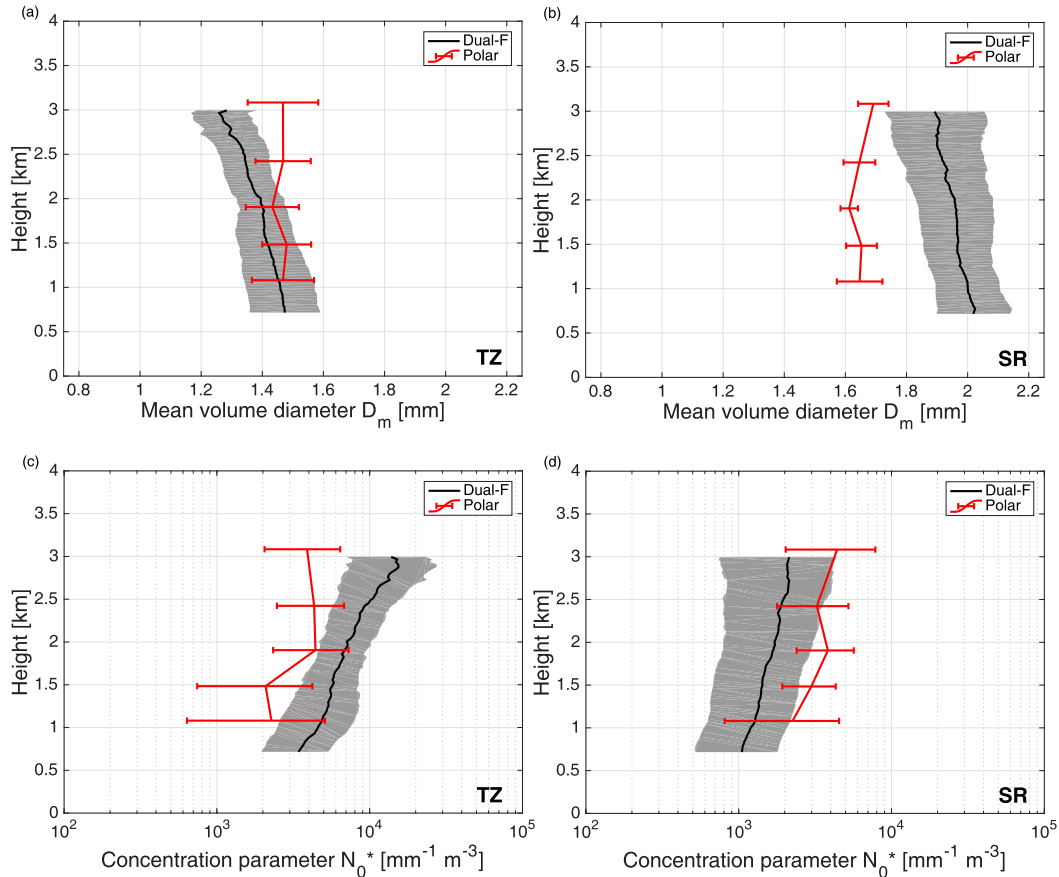 (a)
4
3.5
3
2.5
2
1.5
1
0.5
0
Height [km]
Dual-F
Polar
TZ
0.8 1 1.2 1.4 1.6 1.8 2 2.2
Mean volume diameter D_m [mm]
(b)
4
3.5
3
2.5
2
1.5
1
0.5
0
Height [km]
Dual-F
Polar
SR
0.8 1 1.2 1.4 1.6 1.8 2 2.2
Mean volume diameter D_m [mm]
(c)
4
3.5
3
2.5
2
1.5
1
0.5
0
Height [km]
Dual-F
Polar
TZ
10^2 10^3 10^4 10^5
Concentration parameter N_0* [mm^-1 m^-3]
(d)
4
3.5
3
2.5
2
1.5
1
0.5
0
Height [km]
Dual-F
Polar
SR
10^2 10^3 10^4 10^5
Concentration parameter N_0* [mm^-1 m^-3]